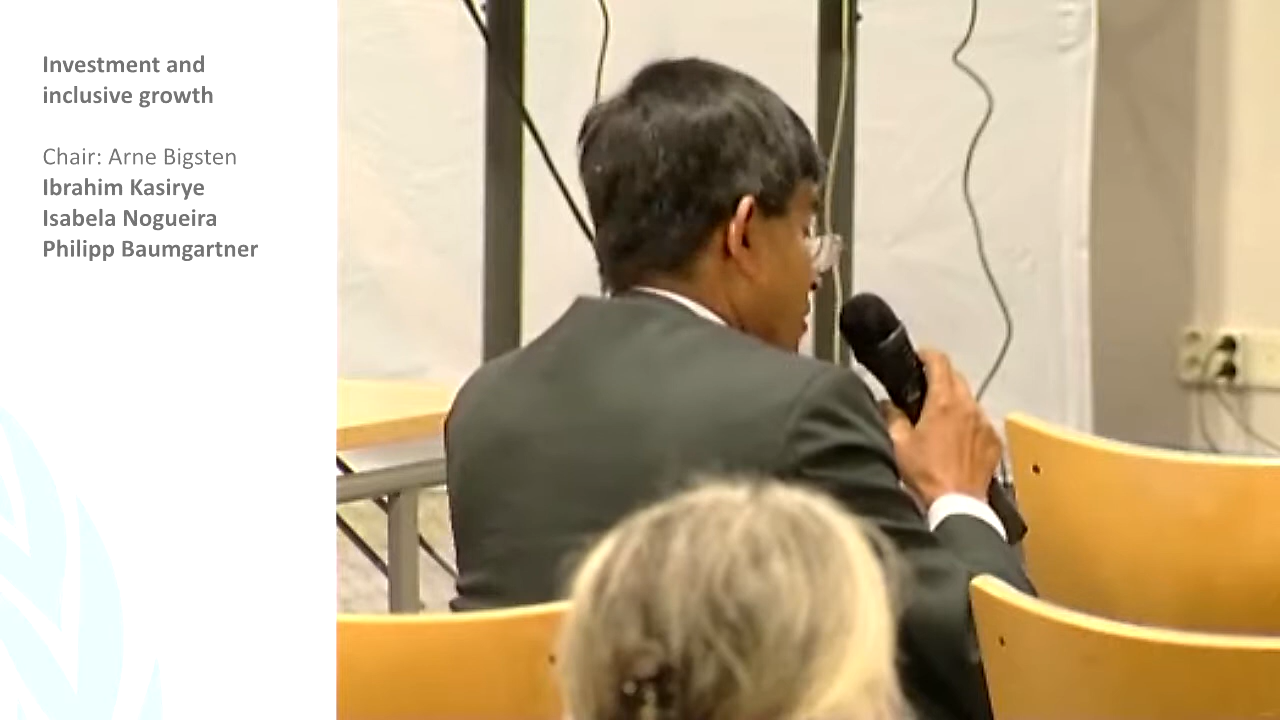 Investment and
inclusive growth
Chair: Arne Bigsten
Ibrahim Kasirye
Isabela Nogueira
Philipp Baumgartner